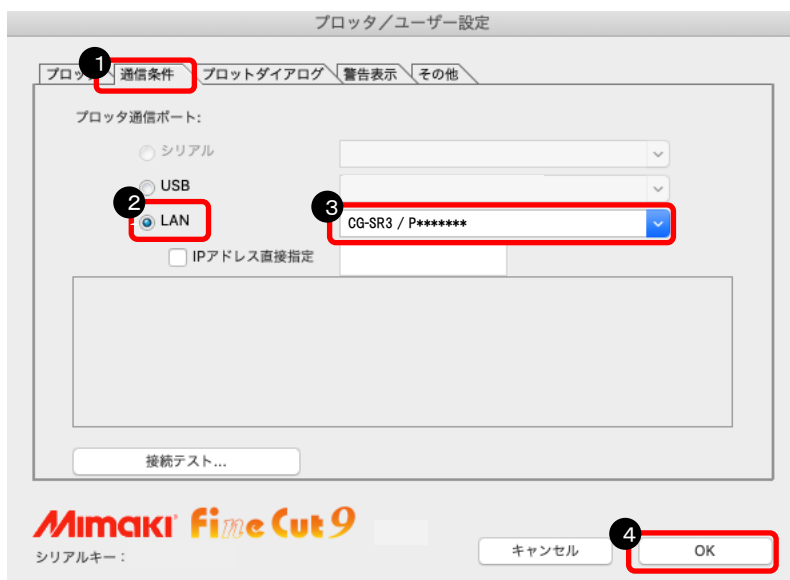 プロッタ/ユーザー設定
1
プロッ 通信条件 プロットダイアログ 警告表示 その他
プロッタ通信ポート:
シリアル
USB
2 3
LAN CG-SR3 / P*******
IPアドレス直接指定
接続テスト...
Mimaki Fine Cut 9
4
シリアルキー: キャンセル OK